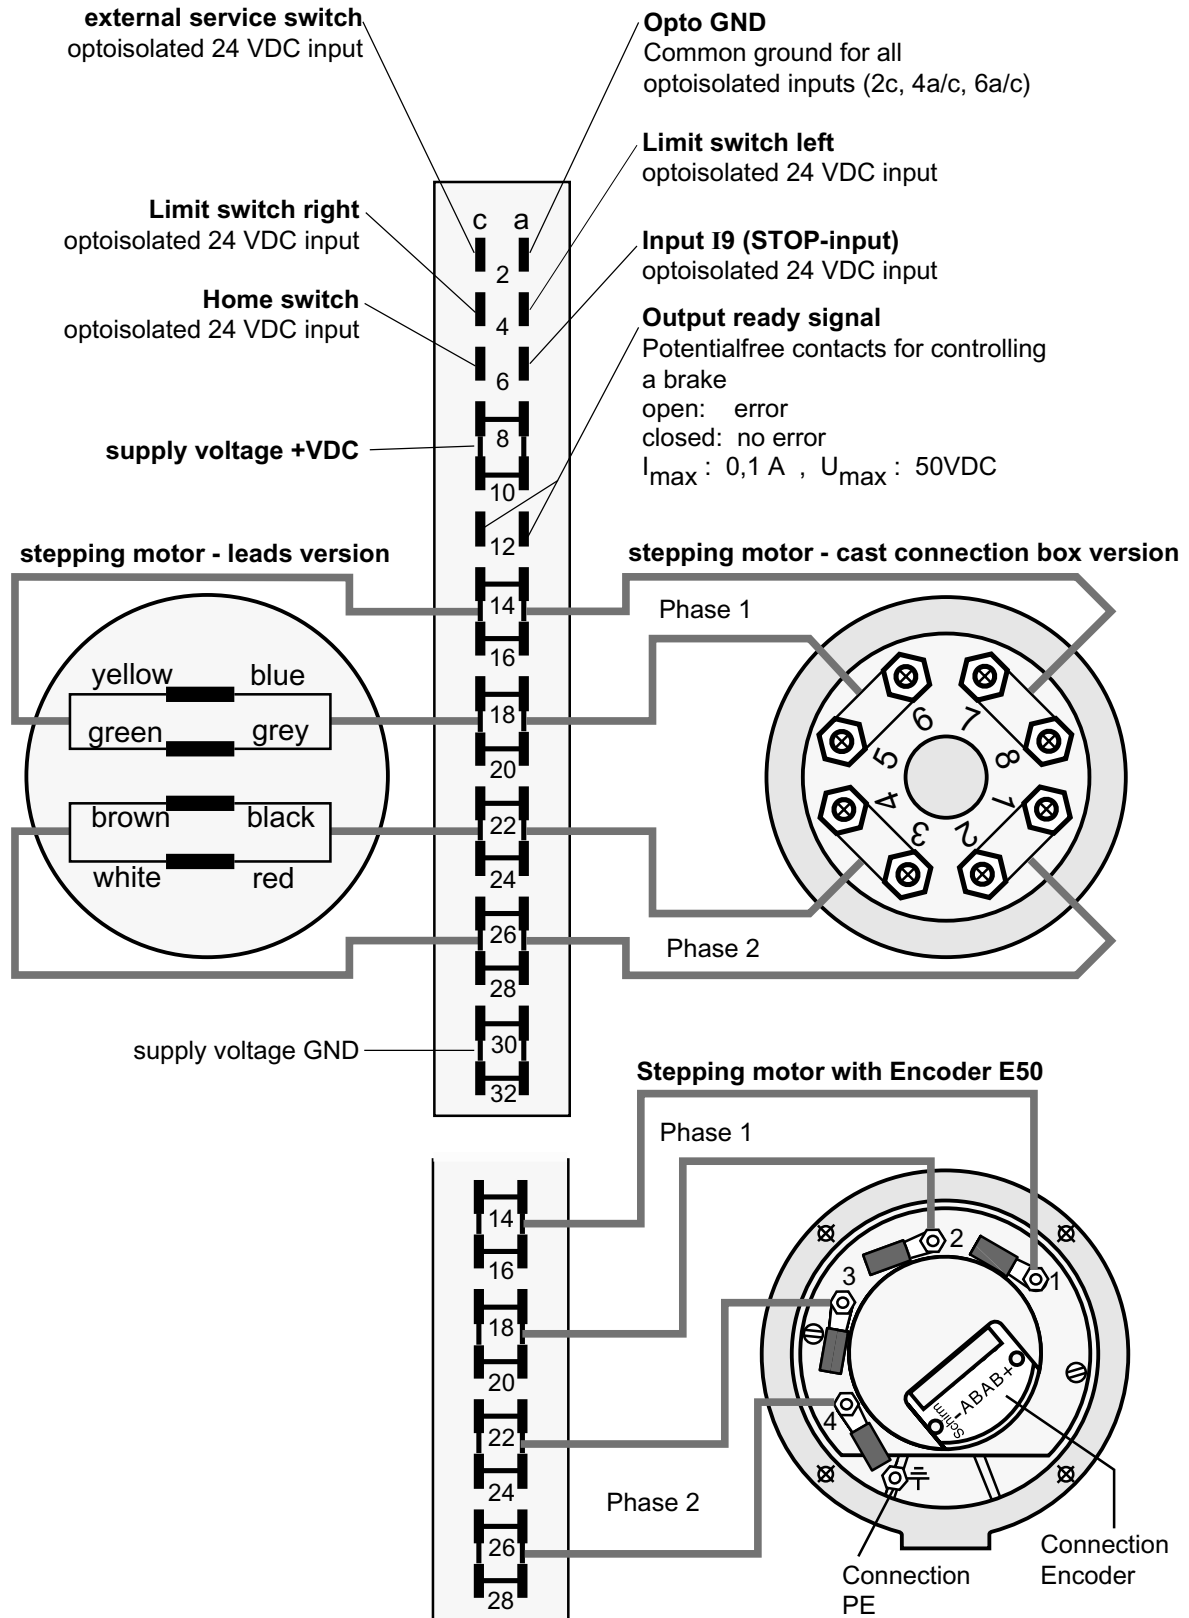 external service switch
optoisolated 24 VDC input
Opto GND
Common ground for all
optoisolated inputs (2c, 4a/c, 6a/c)
Limit switch left
optoisolated 24 VDC input
Limit switch right
optoisolated 24 VDC input
c a
Input I9 (STOP-input)
optoisolated 24 VDC input
2
Home switch
optoisolated 24 VDC input
4
Output ready signal
Potentialfree contacts for controlling
a brake
open: error
closed: no error
Imax : 0,1 A , Umax : 50VDC
6
supply voltage +VDC
8
10
12
stepping motor - leads version
stepping motor - cast connection box version
14
Phase 1
16
yellow blue
green grey
18
20
brown black
white red
22
24
6 7
5 8
4 1
3 2
26
Phase 2
28
supply voltage GND
30
32
Stepping motor with Encoder E50
Phase 1
14
16
18
20
22
24
26
28
2
1
3
4
Schirm
-ABAB+
Phase 2
Connection
PE
Connection
Encoder